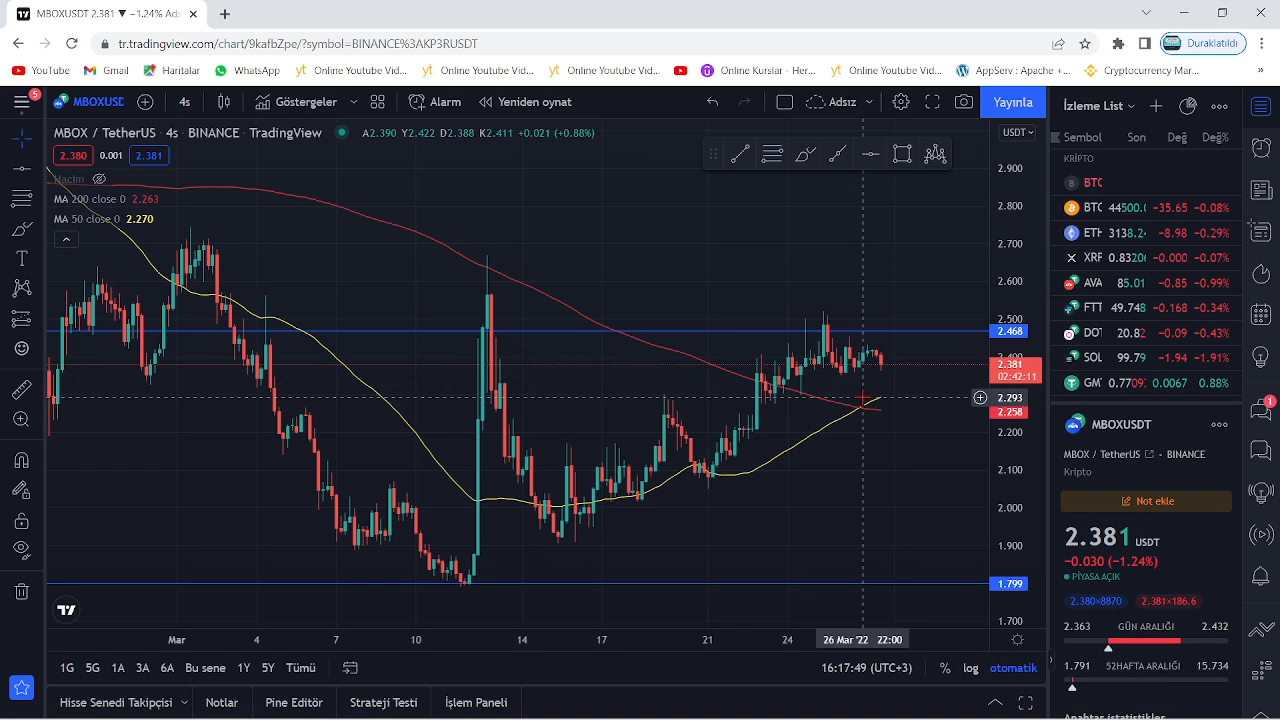 MBOXUSDT 2.381 ▼ −1.24% Ads
tr.tradingview.com/chart/9kafbZpe/?symbol=BINANCE%3AKP3RUSDT
Duraklatıldı
YouTube
Gmail
Haritalar
WhatsApp
Online Youtube Vid...
Online Youtube Vid...
Online Youtube Vid...
Online Kurslar - Her...
Online Youtube Vid...
AppServ : Apache +...
Cryptocurrency Mar...
»
5
MBOXUSD
4s
Göstergeler
Alarm
Yeniden oynat
Adsız
Yayınla
İzleme List
MBOX / TetherUS · 4s · BINANCE · TradingView
A2.390 Y2.422 D2.388 K2.411 +0.021 (+0.88%)
USDT
2.380 0.001 2.381
Hacim
MA 200 close 0 2.263
MA 50 close 0 2.270
2.900
2.800
2.700
2.600
2.500
2.468
2.400
2.381
02:42:11
2.293
2.258
2.200
2.100
2.000
1.900
1.799
1.700
Mar 4 7 10 14 17 21 24 26 Mar '22 22:00
1G 5G 1A 3A 6A Bu sene 1Y 5Y Tümü
16:17:49 (UTC+3) % log otomatik
Hisse Senedi Takipçisi
Notlar
Pine Editör
Strateji Testi
İşlem Paneli
Sembol Son Değ Değ%
KRİPTO
BTC
BTC 44500.0 −35.65 −0.08%
ETH 3138.24 −8.98 −0.29%
XRP 0.83206 −0.000 −0.07%
AVA 85.01 −0.85 −0.99%
FTT 49.748 −0.168 −0.34%
DOT 20.82 −0.09 −0.43%
SOL 99.79 −1.94 −1.91%
GMT 0.7709 0.0067 0.88%
1
MBOXUSDT
MBOX / TetherUS · BINANCE
Kripto
Not ekle
2.381 USDT
−0.030 (−1.24%)
PİYASA AÇIK
2.380×8870 2.381×186.6
2.363 GÜN ARALIĞI 2.432
1.791 52HAFTA ARALIĞI 15.734
Anahtar istatistikler